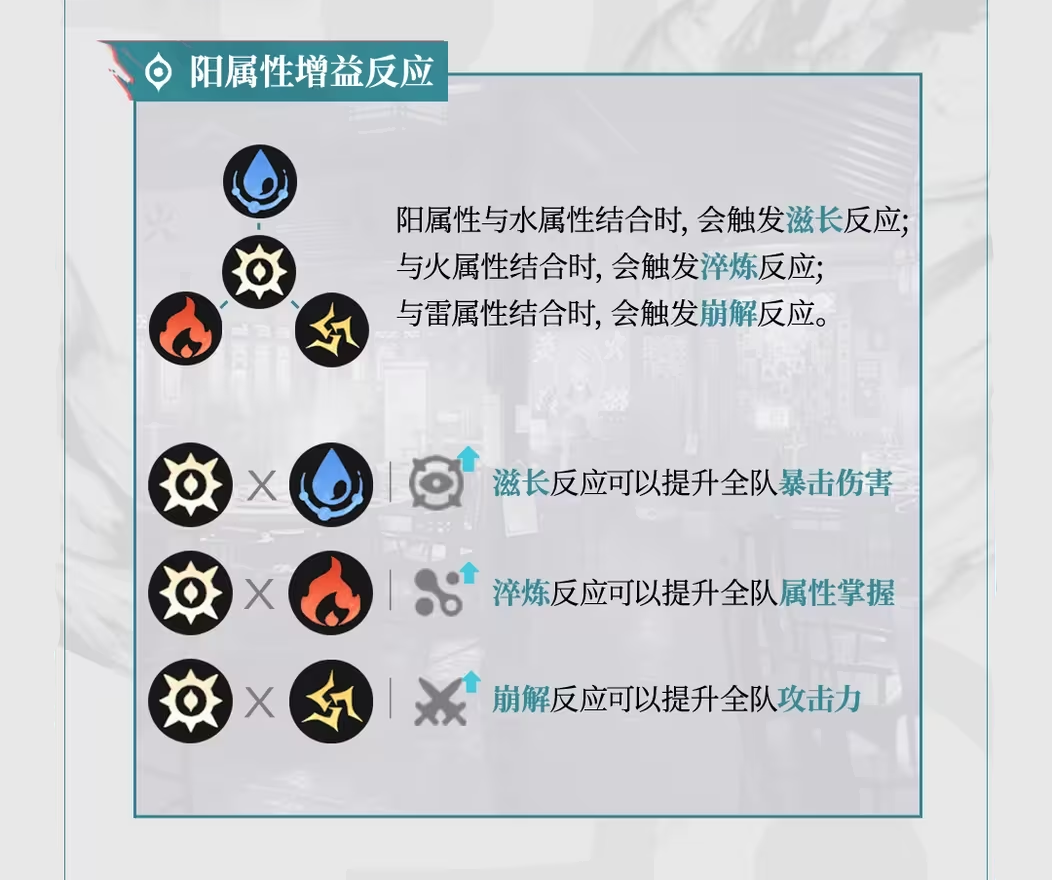 阳属性增益反应
阳属性与水属性结合时, 会触发滋长反应;
与火属性结合时, 会触发淬炼反应;
与雷属性结合时, 会触发崩解反应。
X
滋长反应可以提升全队暴击伤害
X
淬炼反应可以提升全队属性掌握
X
崩解反应可以提升全队攻击力